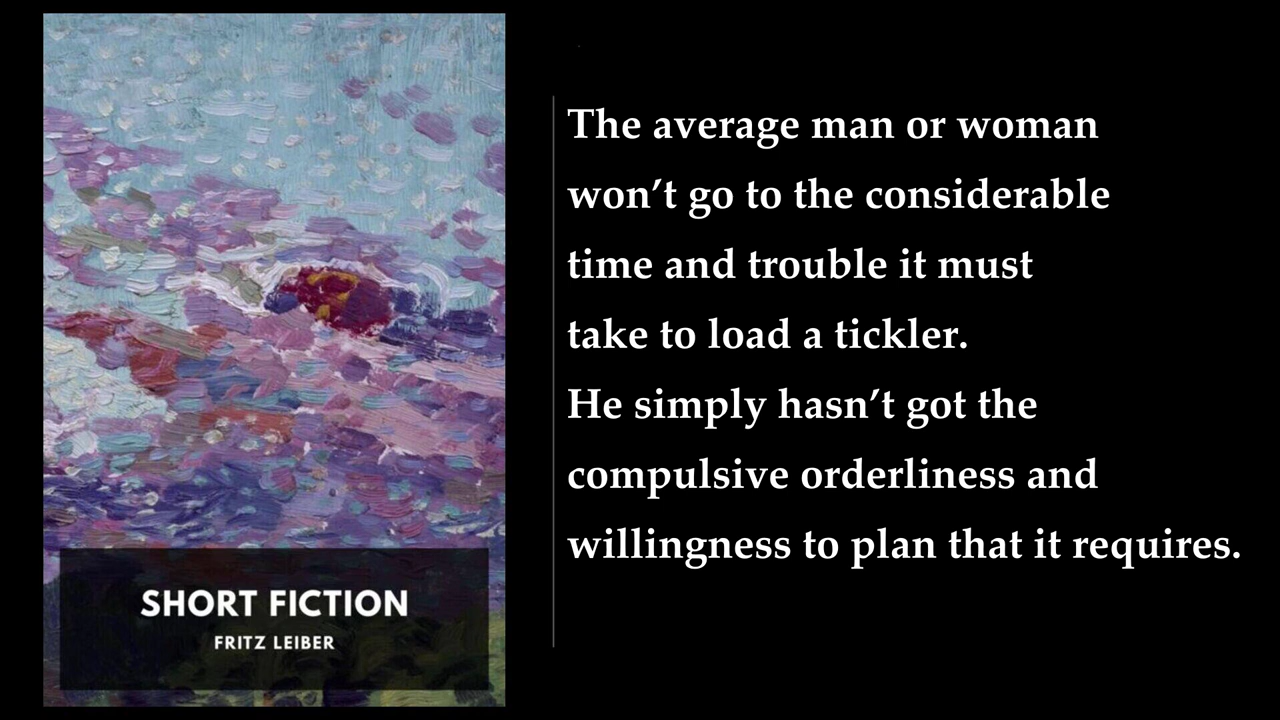 SHORT FICTION
FRITZ LEIBER
The average man or woman
won’t go to the considerable
time and trouble it must
take to load a tickler.
He simply hasn’t got the
compulsive orderliness and
willingness to plan that it requires.